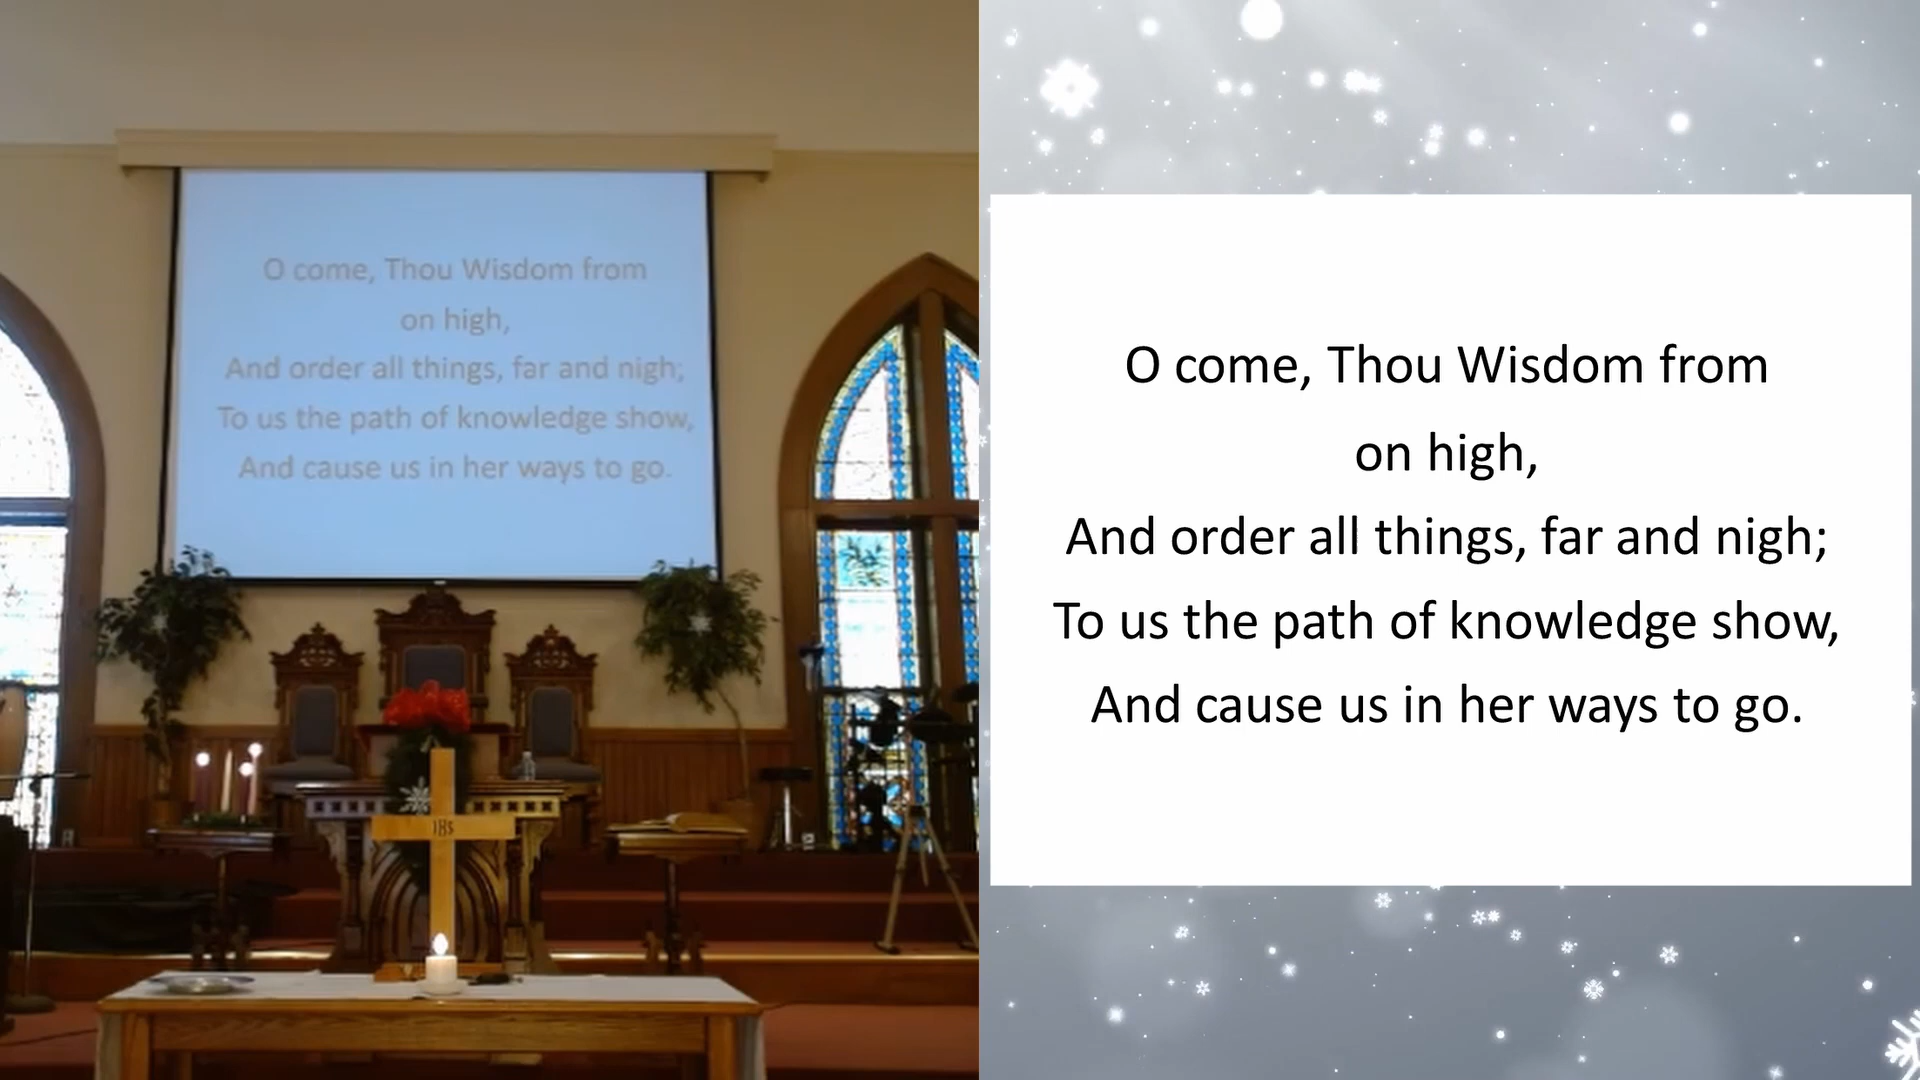 O come, Thou Wisdom from
on high,
And order all things, far and nigh;
To us the path of knowledge show,
And cause us in her ways to go.
IHS
O come, Thou Wisdom from
on high,
And order all things, far and nigh;
To us the path of knowledge show,
And cause us in her ways to go.